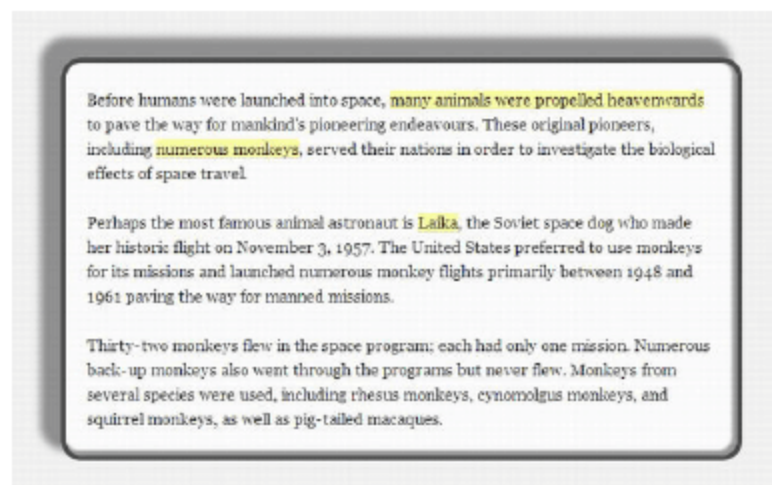 Before humans were launched into space, many animals were propelled heavenwards
to pave the way for mankind's pioneering endeavours. These original pioneers,
including numerous monkeys, served their nations in order to investigate the biological
effects of space travel.
Perhaps the most famous animal astronaut is Laika, the Soviet space dog who made
her historic flight on November 3, 1957. The United States preferred to use monkeys
for its missions and launched numerous monkey flights primarily between 1948 and
1961 paving the way for manned missions.
Thirty-two monkeys flew in the space program; each had only one mission. Numerous
back-up monkeys also went through the programs but never flew. Monkeys from
several species were used, including rhesus monkeys, cynomolgus monkeys, and
squirrel monkeys, as well as pig-tailed macaques.